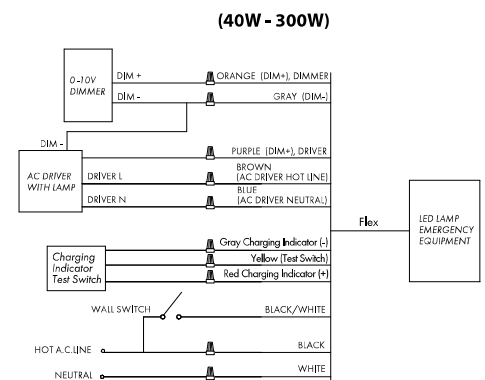 (40W - 300W)
0-10V
DIMMER
DIM +
DIM -
ORANGE (DIM+), DIMMER
GRAY (DIM-)
DIM -
AC DRIVER
WITH LAMP
DRIVER L
DRIVER N
PURPLE (DIM+), DRIVER
BROWN
(AC DRIVER HOT LINE)
BLUE
(AC DRIVER NEUTRAL)
Flex
LED LAMP
EMERGENCY
EQUIPMENT
Charging
Indicator
Test Switch
Gray Charging Indicator (-)
Yellow (Test Switch)
Red Charging Indicator (+)
WALL SWITCH
BLACK/WHITE
HOT A.C.LINE
BLACK
NEUTRAL
WHITE